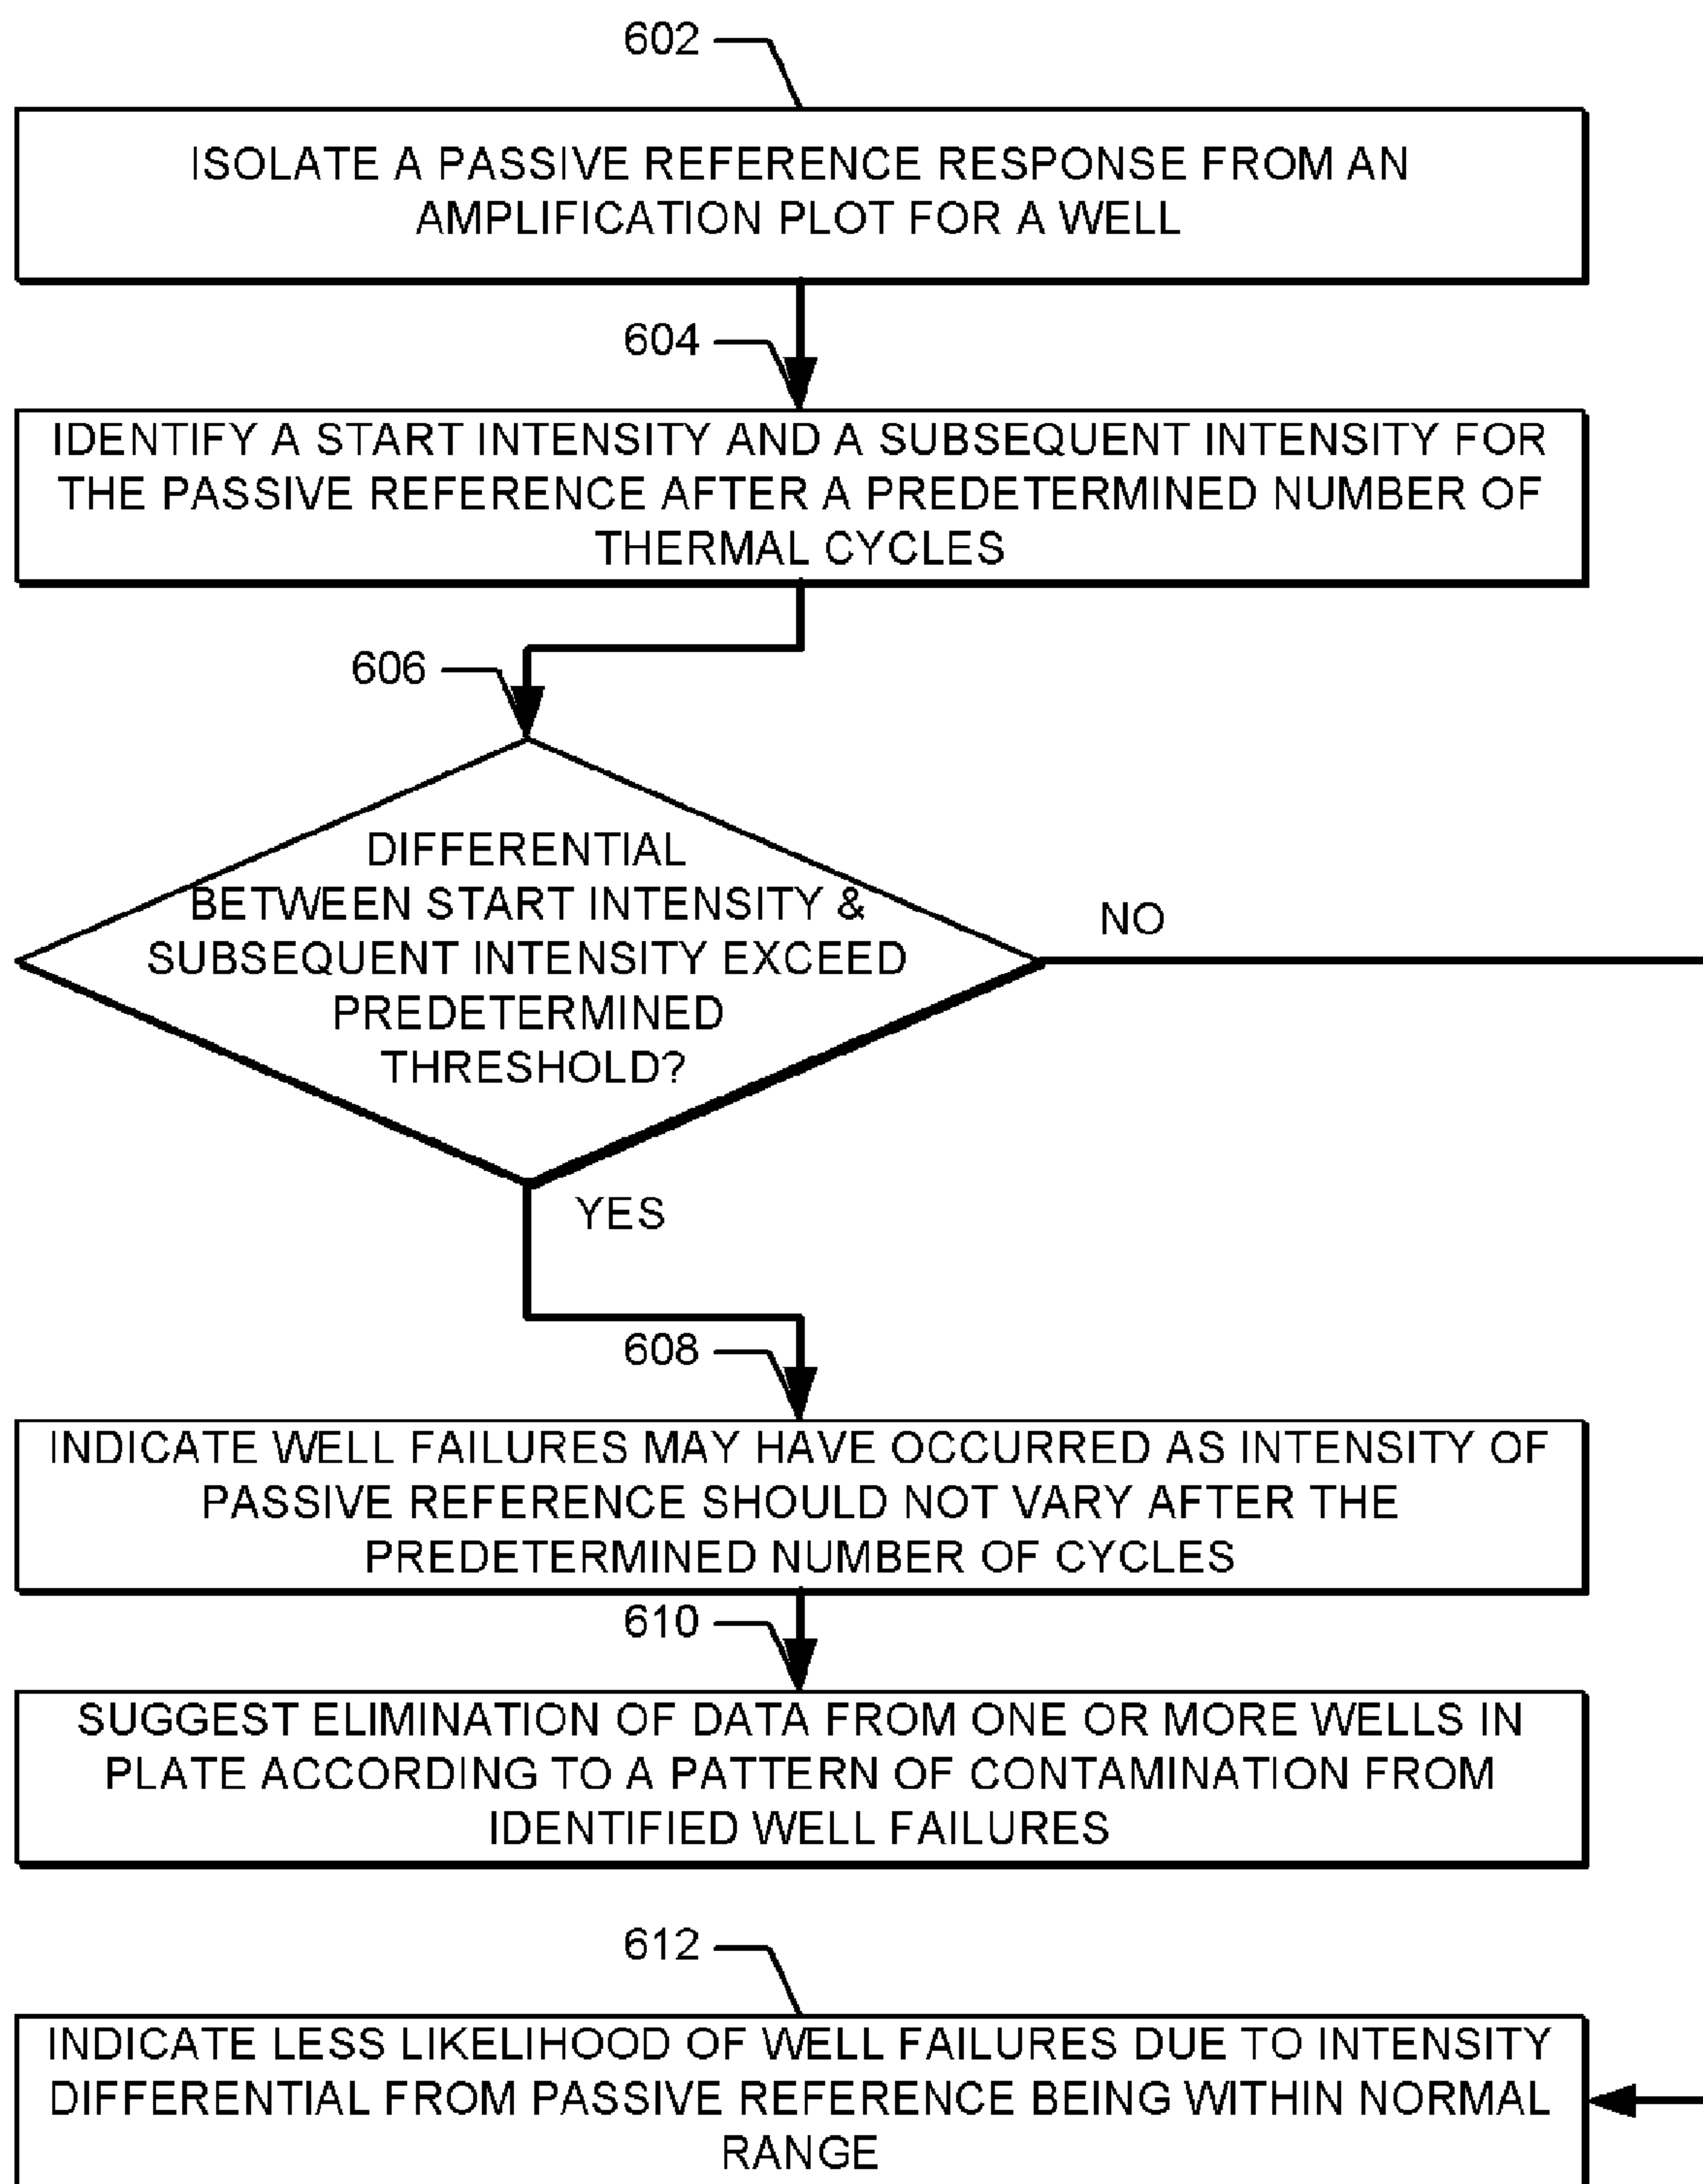 602
ISOLATE A PASSIVE REFERENCE RESPONSE FROM AN
AMPLIFICATION PLOT FOR A WELL
604
IDENTIFY A START INTENSITY AND A SUBSEQUENT INTENSITY FOR
THE PASSIVE REFERENCE AFTER A PREDETERMINED NUMBER OF
THERMAL CYCLES
606
DIFFERENTIAL
BETWEEN START INTENSITY &
SUBSEQUENT INTENSITY EXCEED
PREDETERMINED
THRESHOLD?
NO
YES
608
INDICATE WELL FAILURES MAY HAVE OCCURRED AS INTENSITY OF
PASSIVE REFERENCE SHOULD NOT VARY AFTER THE
PREDETERMINED NUMBER OF CYCLES
610
SUGGEST ELIMINATION OF DATA FROM ONE OR MORE WELLS IN
PLATE ACCORDING TO A PATTERN OF CONTAMINATION FROM
IDENTIFIED WELL FAILURES
612
INDICATE LESS LIKELIHOOD OF WELL FAILURES DUE TO INTENSITY
DIFFERENTIAL FROM PASSIVE REFERENCE BEING WITHIN NORMAL
RANGE